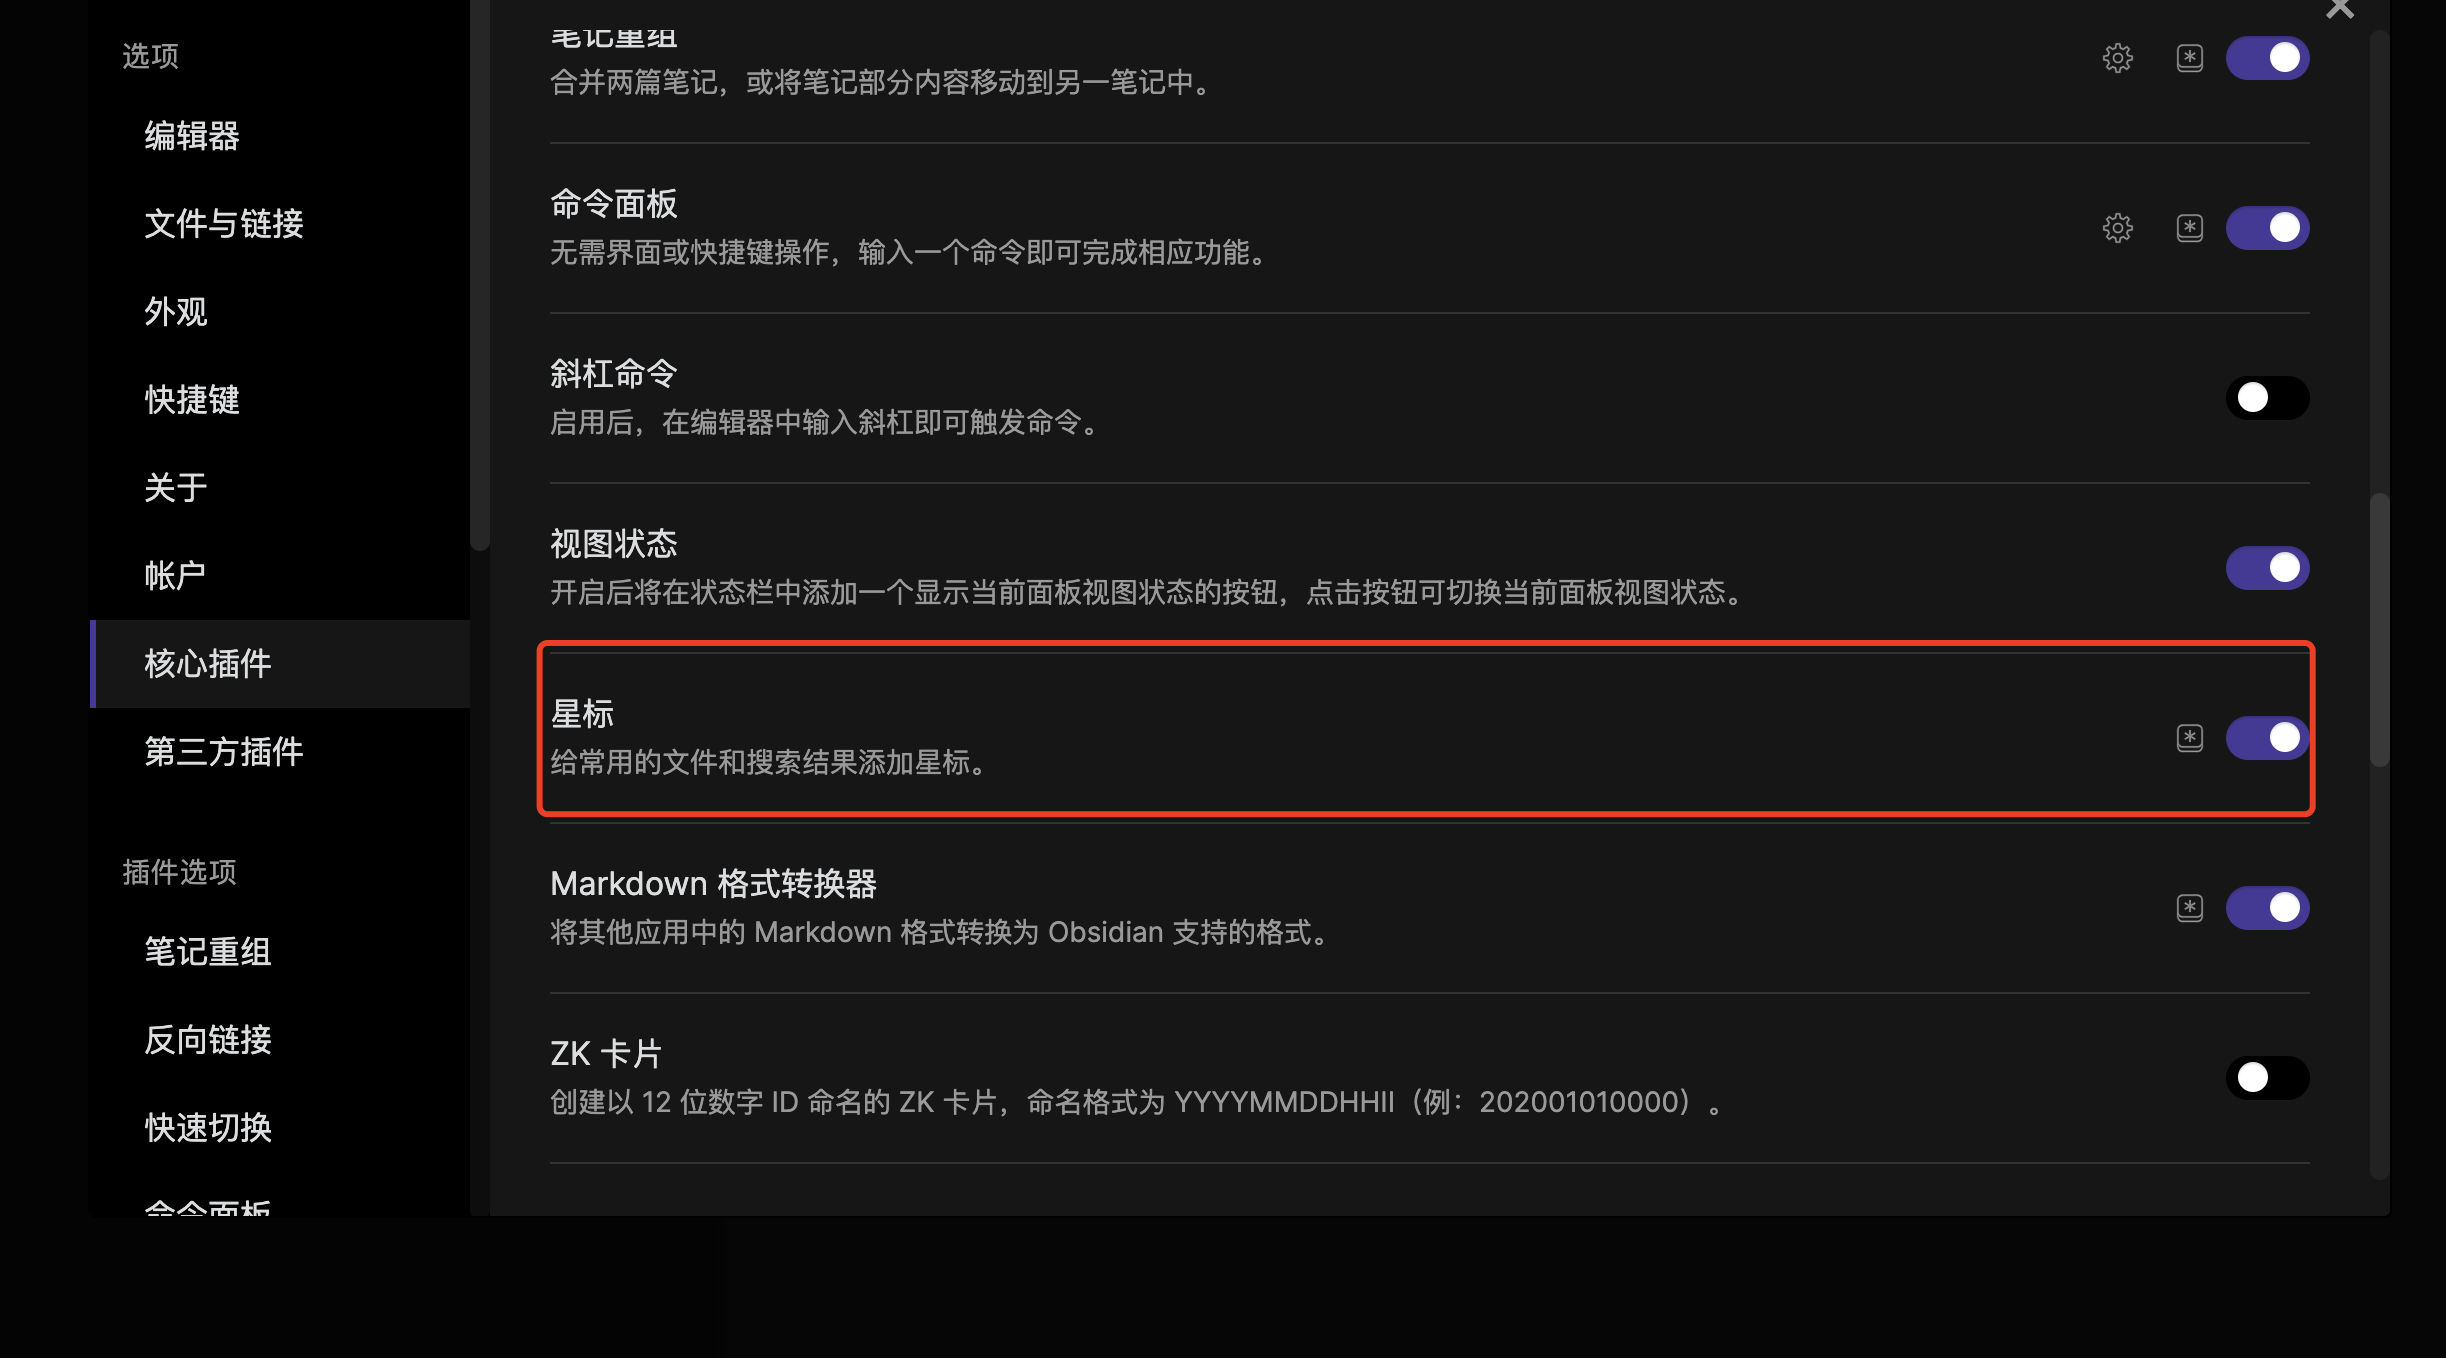 选项
编辑器
文件与链接
外观
快捷键
关于
帐户
核心插件
第三方插件
插件选项
笔记重组
反向链接
快速切换
命令面板
笔记重组
合并两篇笔记，或将笔记部分内容移动到另一笔记中。
命令面板
无需界面或快捷键操作，输入一个命令即可完成相应功能。
斜杠命令
启用后，在编辑器中输入斜杠即可触发命令。
视图状态
开启后将在状态栏中添加一个显示当前面板视图状态的按钮，点击按钮可切换当前面板视图状态。
星标
给常用的文件和搜索结果添加星标。
Markdown 格式转换器
将其他应用中的 Markdown 格式转换为 Obsidian 支持的格式。
ZK 卡片
创建以 12 位数字 ID 命名的 ZK 卡片，命名格式为 YYYYMMDDHHII（例：202001010000）。